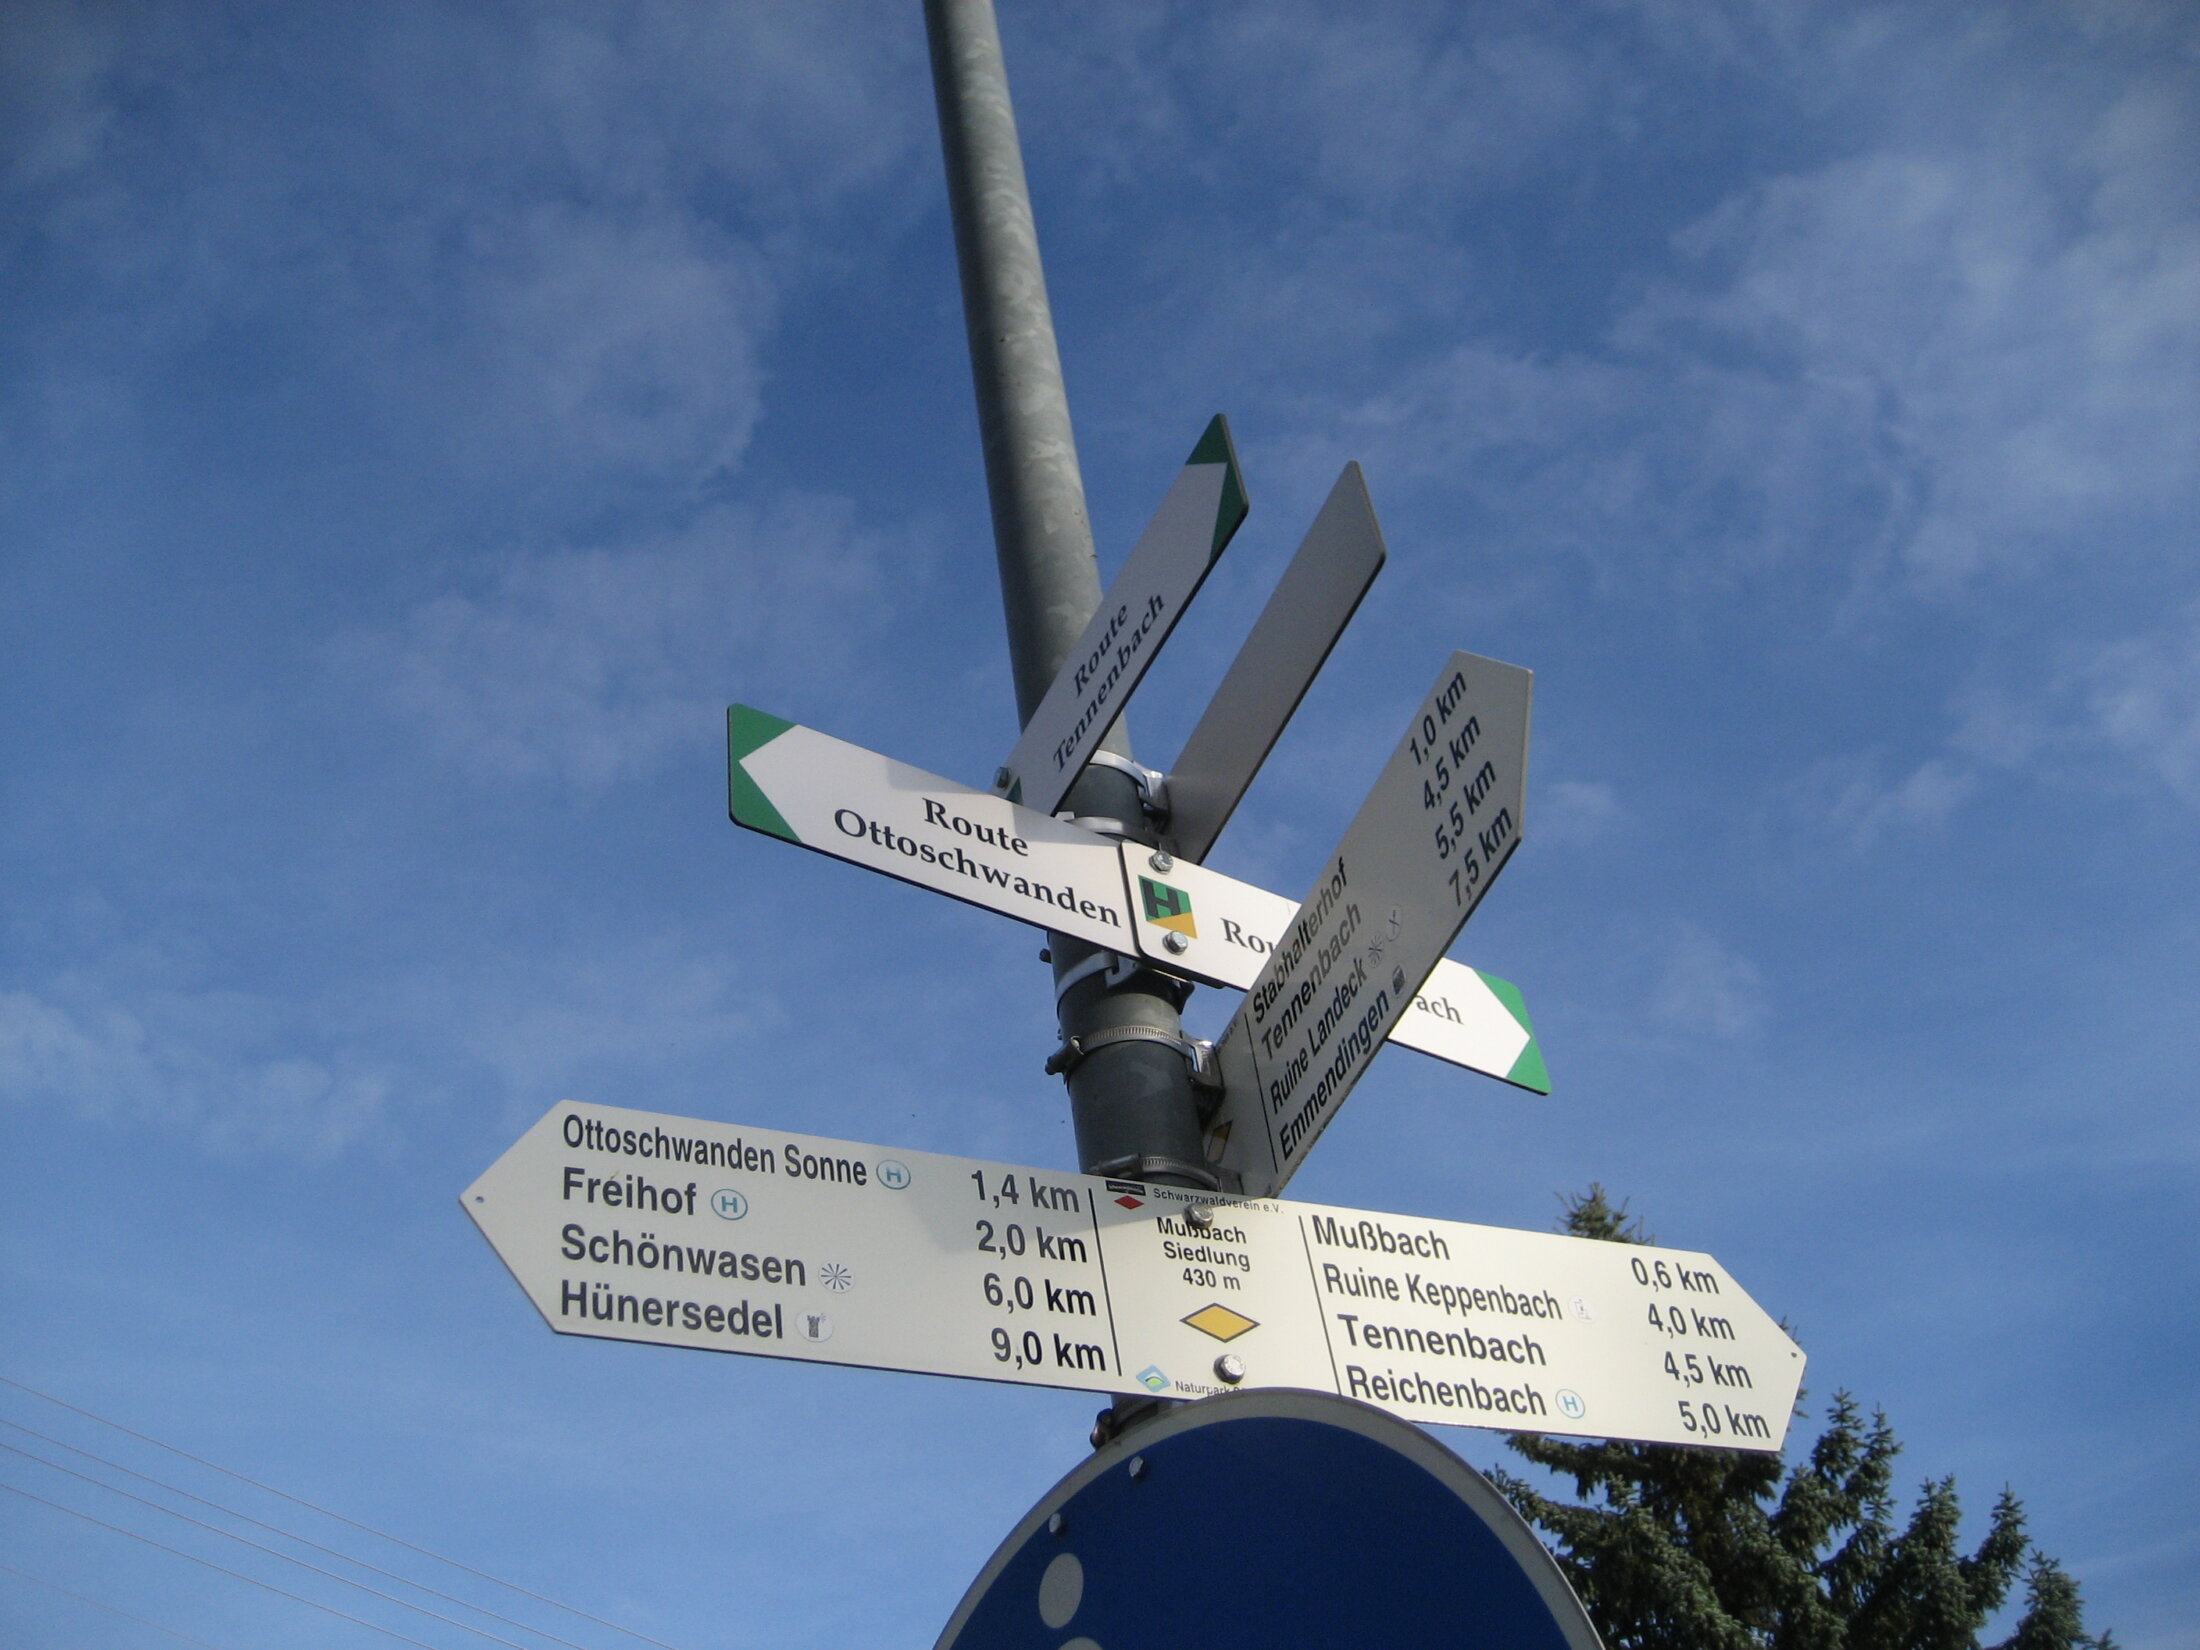 Route
Tennenbach
Route
Ottoschwanden
H
1,0 km
4,5 km
5,5 km
7,5 km
Stabhalterhof
Tennenbach
Ruine Landeck
Emmendingen
Ottoschwanden Sonne H 1,4 km
Freihof H 2,0 km
Schönwasen 6,0 km
Hünersedel 9,0 km
Schwarzwaldverein e.V.
Mußbach
Siedlung
430 m
Naturpark
Mußbach 0,6 km
Ruine Keppenbach 4,0 km
Tennenbach 4,5 km
Reichenbach H 5,0 km